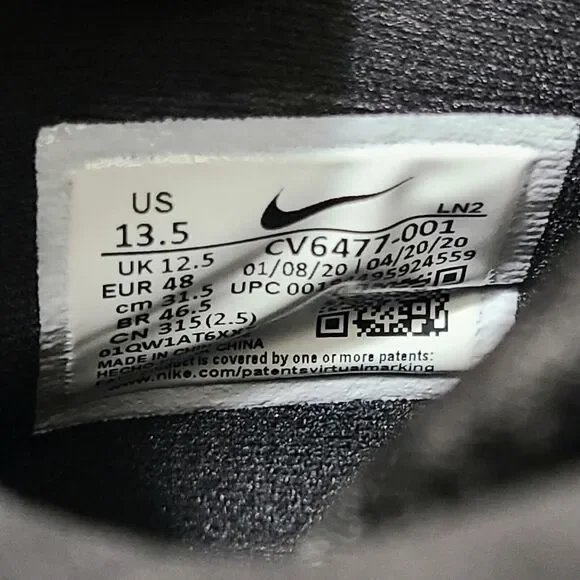 US
13.5
UK 12.5
EUR 48
cm 31.5
BR 46.5
CN 315(2.5)
LN2
CV6477-001
01/08/20 04/20/20
UPC
MADE IN CHINA
is covered by one or more patents:
www.nike.com/patentsvirtualmarking